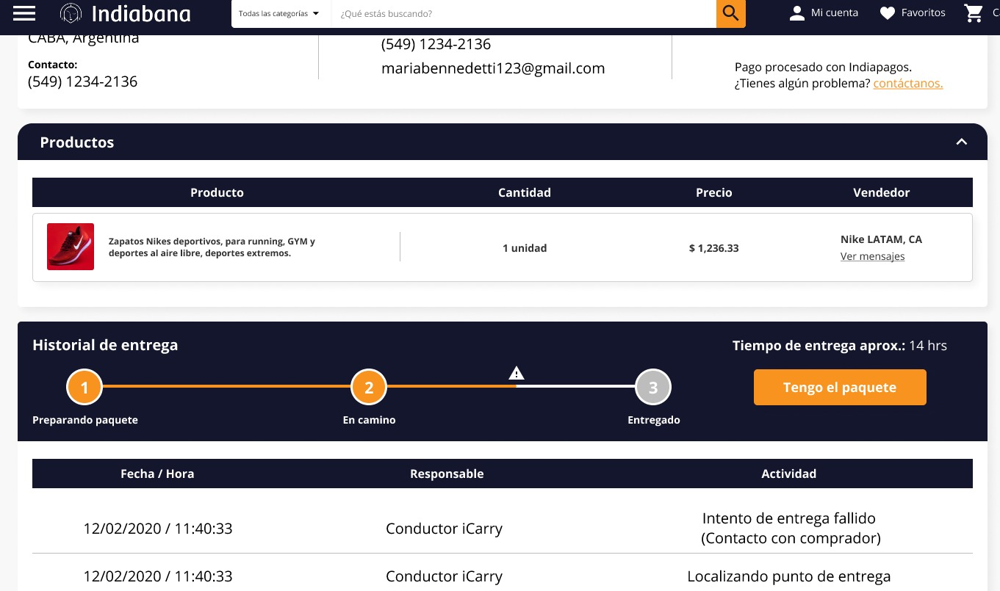 Indiabana
Todas las categorías
¿Qué estás buscando?
Mi cuenta
Favoritos
CABA, Argentina
Contacto:
(549) 1234-2136
(549) 1234-2136
mariabennedetti123@gmail.com
Pago procesado con Indiapagos.
¿Tienes algún problema? contáctanos.
Productos
Producto Cantidad Precio Vendedor
Zapatos Nikes deportivos, para running, GYM y
deportes al aire libre, deportes extremos.
1 unidad
$ 1,236.33
Nike LATAM, CA
Ver mensajes
Historial de entrega
Tiempo de entrega aprox.: 14 hrs
1 2 3
Tengo el paquete
Preparando paquete En camino Entregado
Fecha / Hora Responsable Actividad
12/02/2020 / 11:40:33 Conductor iCarry Intento de entrega fallido
(Contacto con comprador)
12/02/2020 / 11:40:33 Conductor iCarry Localizando punto de entrega